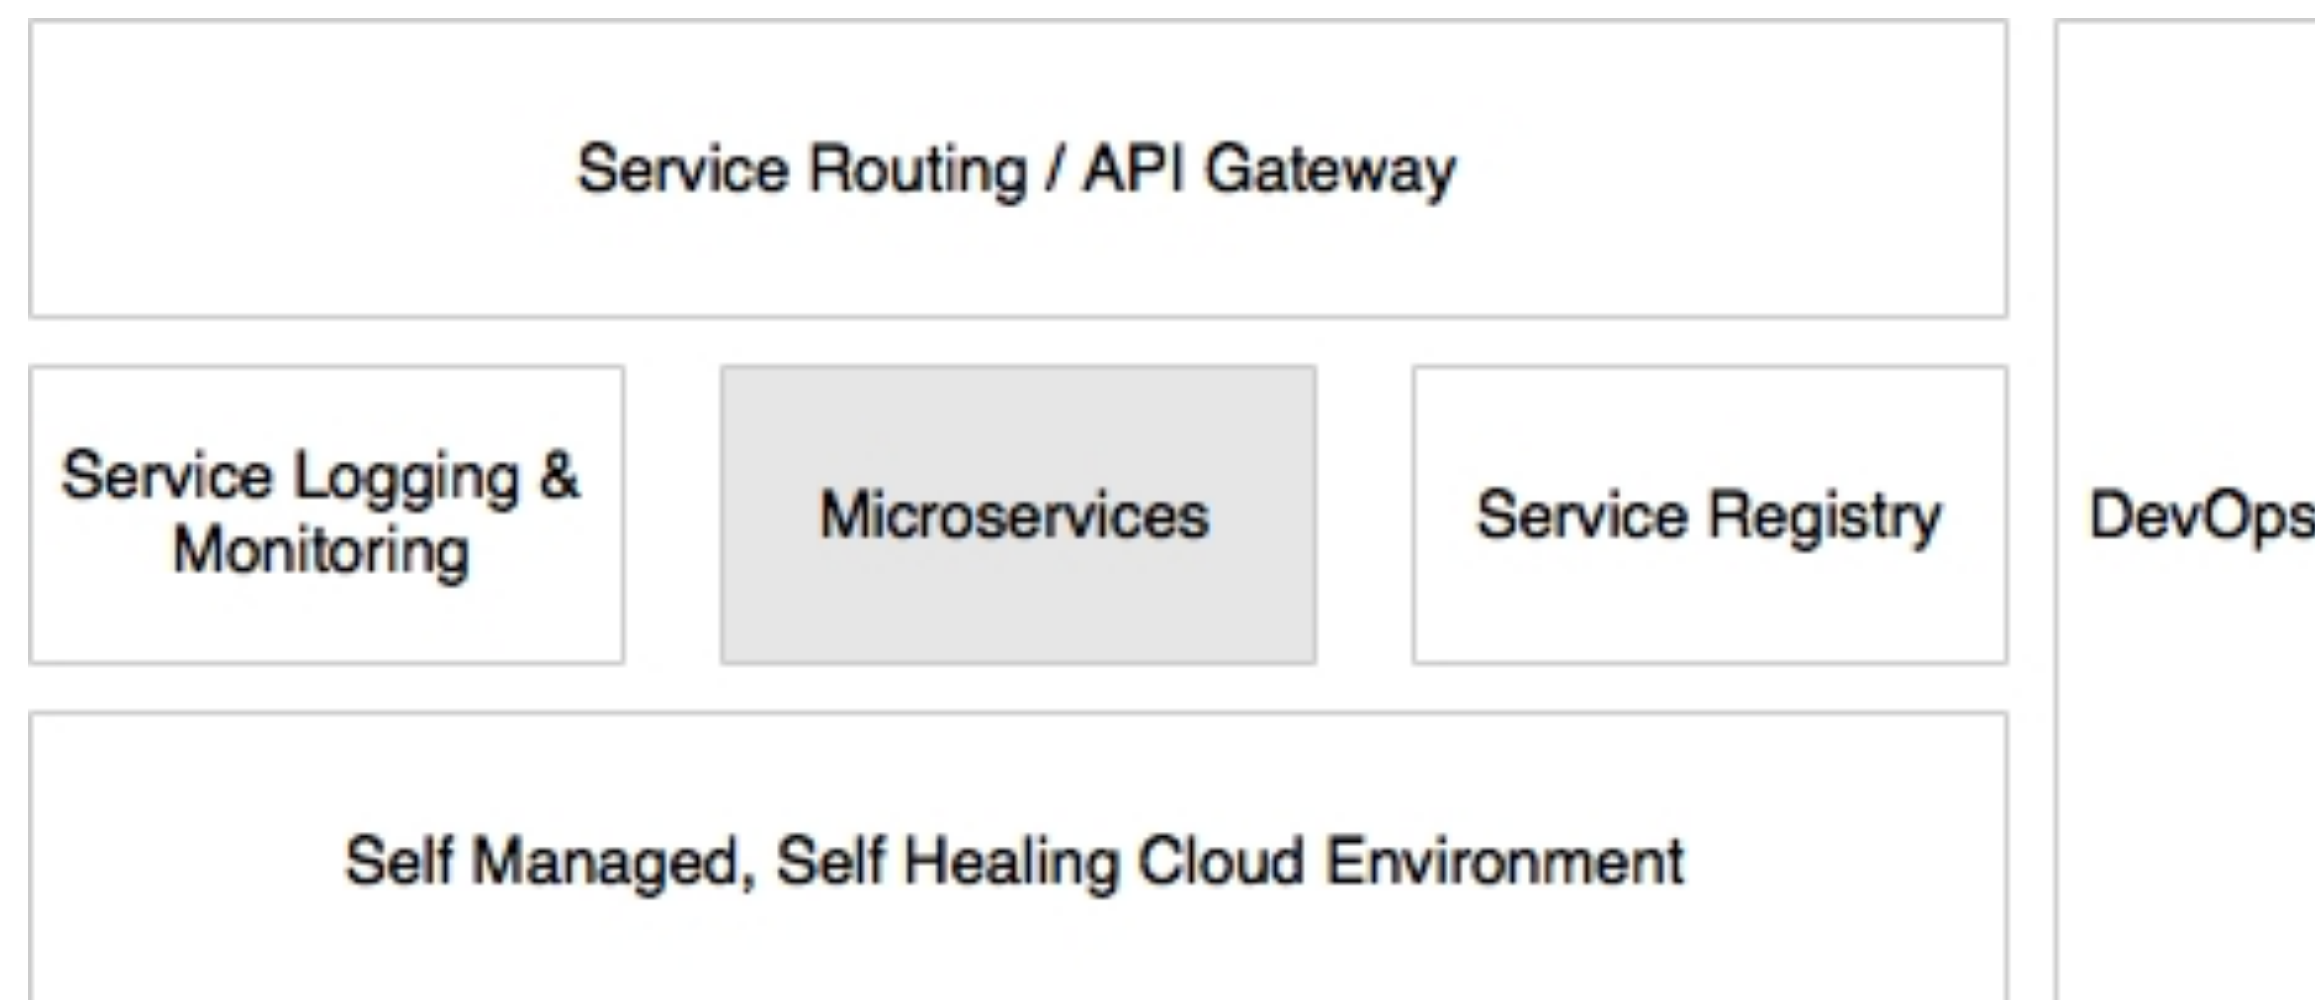 Service Routing / API Gateway
Service Logging &
Monitoring
Microservices
Service Registry
DevOps
Self Managed, Self Healing Cloud Environment